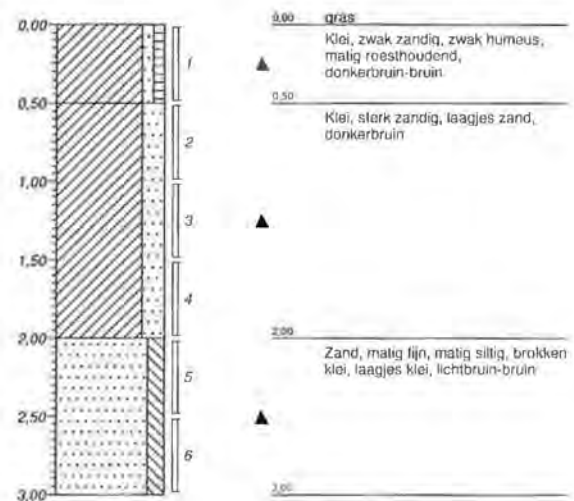 0,00
0,50
1,00
1,50
2,00
2,50
3,00
1
2
3
4
5
6
0,00 gras
Klei, zwak zandig, zwak humeus,
matig roesthoudend,
donkerbruin-bruin
0,50
Klei, sterk zandig, laagjes zand,
donkerbruin
2,00
Zand, matig fijn, matig siltig, brokken
klei, laagjes klei, lichtbruin-bruin
3,00